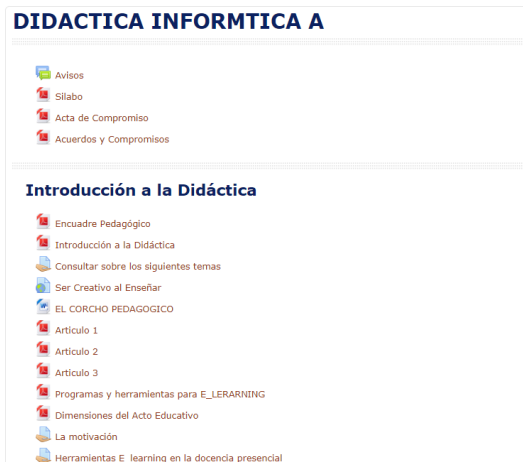 DIDACTICA INFORMTICA A
Avisos
Silabo
Acta de Compromiso
Acuerdos y Compromisos
Introducción a la Didáctica
Encuadre Pedagógico
Introducción a la Didáctica
Consultar sobre los siguientes temas
Ser Creativo al Enseñar
EL CORCHO PEDAGOGICO
Articulo 1
Articulo 2
Articulo 3
Programas y herramientas para E_LERARNING
Dimensiones del Acto Educativo
La motivación
Herramientas E_learning en la docencia presencial